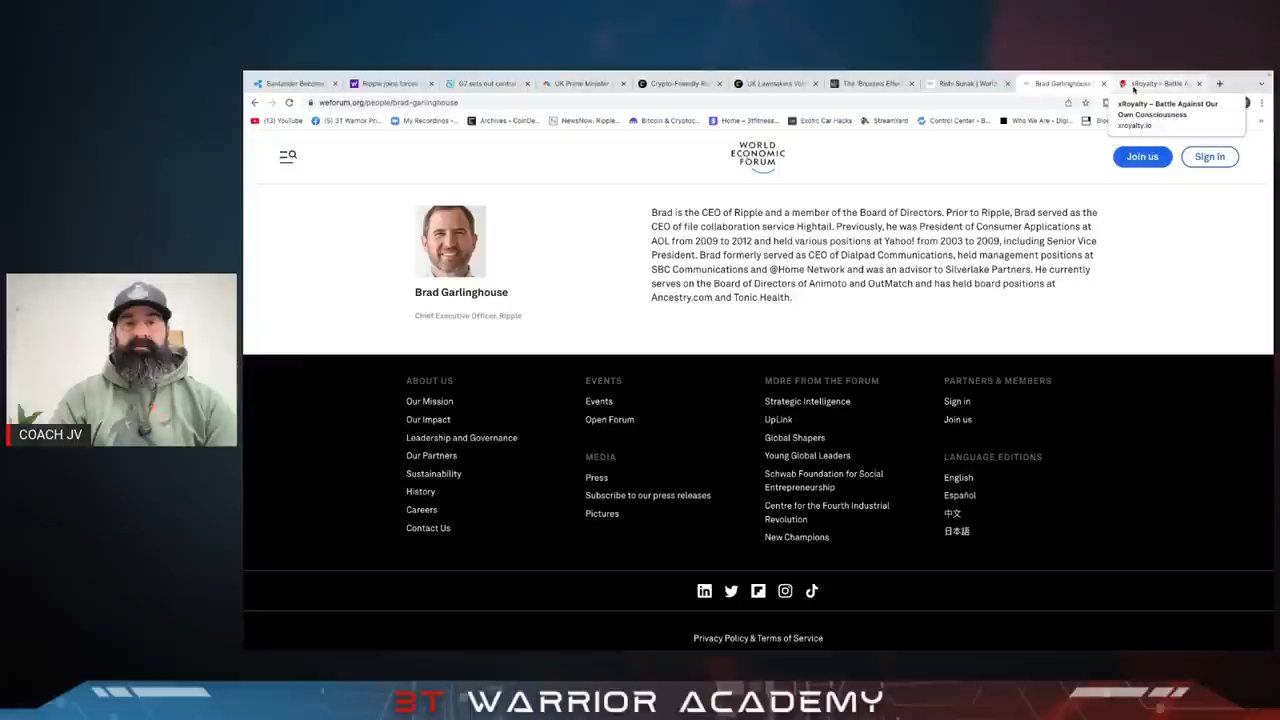 Santander Become
Ripple joins forces
G7 sets out central
UK Prime Minister
Crypto-Friendly Ri
UK Lawmakers Vot
The 'Brussels Effe
Rishi Sunak | World
Brad Garlinghouse
xRoyalty – Battle A
weforum.org/people/brad-garlinghouse
xRoyalty – Battle Against Our
Own Consciousness
xroyalty.io
(13) YouTube
(5) 3T Warrior Pr...
My Recordings -...
Archives - CoinDe...
NewsNow: Ripple...
Bitcoin & Cryptoc...
Home – 3tfitness...
Exotic Car Hacks
StreamYard
Control Center - B...
Who We Are - Digi...
WORLD
ECONOMIC
FORUM
Join us
Sign in
Brad Garlinghouse
Chief Executive Officer, Ripple
Brad is the CEO of Ripple and a member of the Board of Directors. Prior to Ripple, Brad served as the
CEO of file collaboration service Hightail. Previously, he was President of Consumer Applications at
AOL from 2009 to 2012 and held various positions at Yahoo! from 2003 to 2009, including Senior Vice
President. Brad formerly served as CEO of Dialpad Communications, held management positions at
SBC Communications and @Home Network and was an advisor to Silverlake Partners. He currently
serves on the Board of Directors of Animoto and OutMatch and has held board positions at
Ancestry.com and Tonic Health.
COACH JV
ABOUT US
Our Mission
Our Impact
Leadership and Governance
Our Partners
Sustainability
History
Careers
Contact Us
EVENTS
Events
Open Forum
MEDIA
Press
Subscribe to our press releases
Pictures
MORE FROM THE FORUM
Strategic Intelligence
UpLink
Global Shapers
Young Global Leaders
Schwab Foundation for Social
Entrepreneurship
Centre for the Fourth Industrial
Revolution
New Champions
PARTNERS & MEMBERS
Sign in
Join us
LANGUAGE EDITIONS
English
Español
中文
日本語
Privacy Policy & Terms of Service
3T WARRIOR ACADEMY